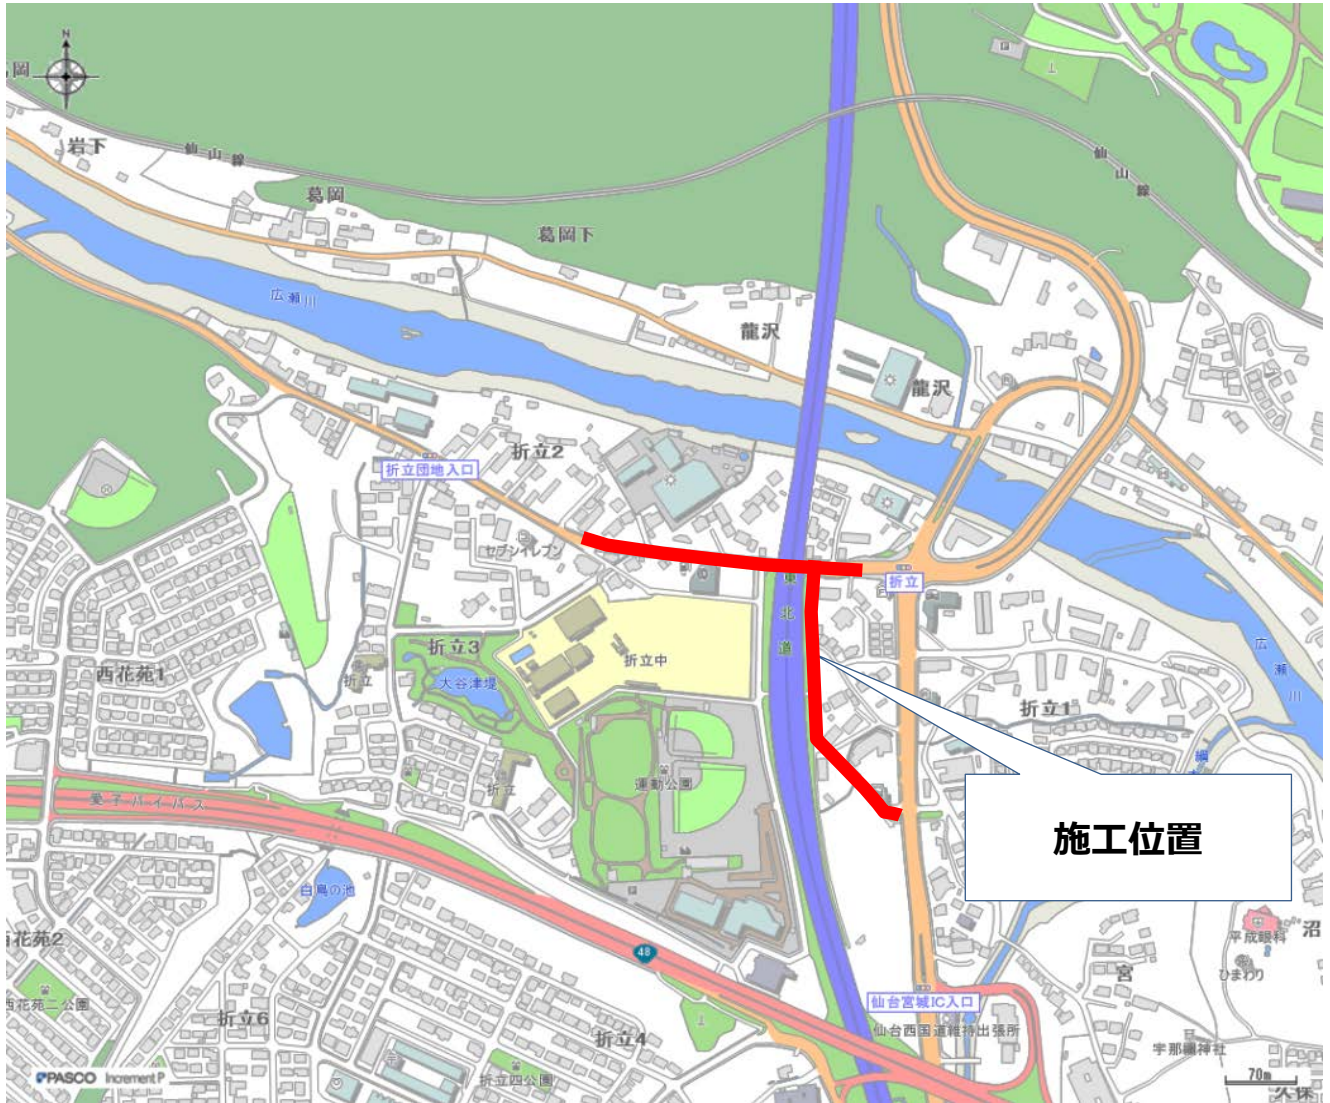 N
岡
岩下
仙山線
仙山線
葛岡
葛岡下
広瀬川
龍沢
龍沢
折立2
折立団地入口
セブンイレブン
折立
東北道
折立3
折立中
大谷津堤
折立
西花苑1
広瀬川
折立1
運動公園
折立
愛子バイパス
施工位置
白鳥の池
花苑2
48
平成眼科
沼
ひまわり
宮
西花苑二公園
仙台宮城IC入口
折立6
仙台西国道維持出張所
折立4
宇那禰神社
折立四公園
PASCO Increment P
70m
久保